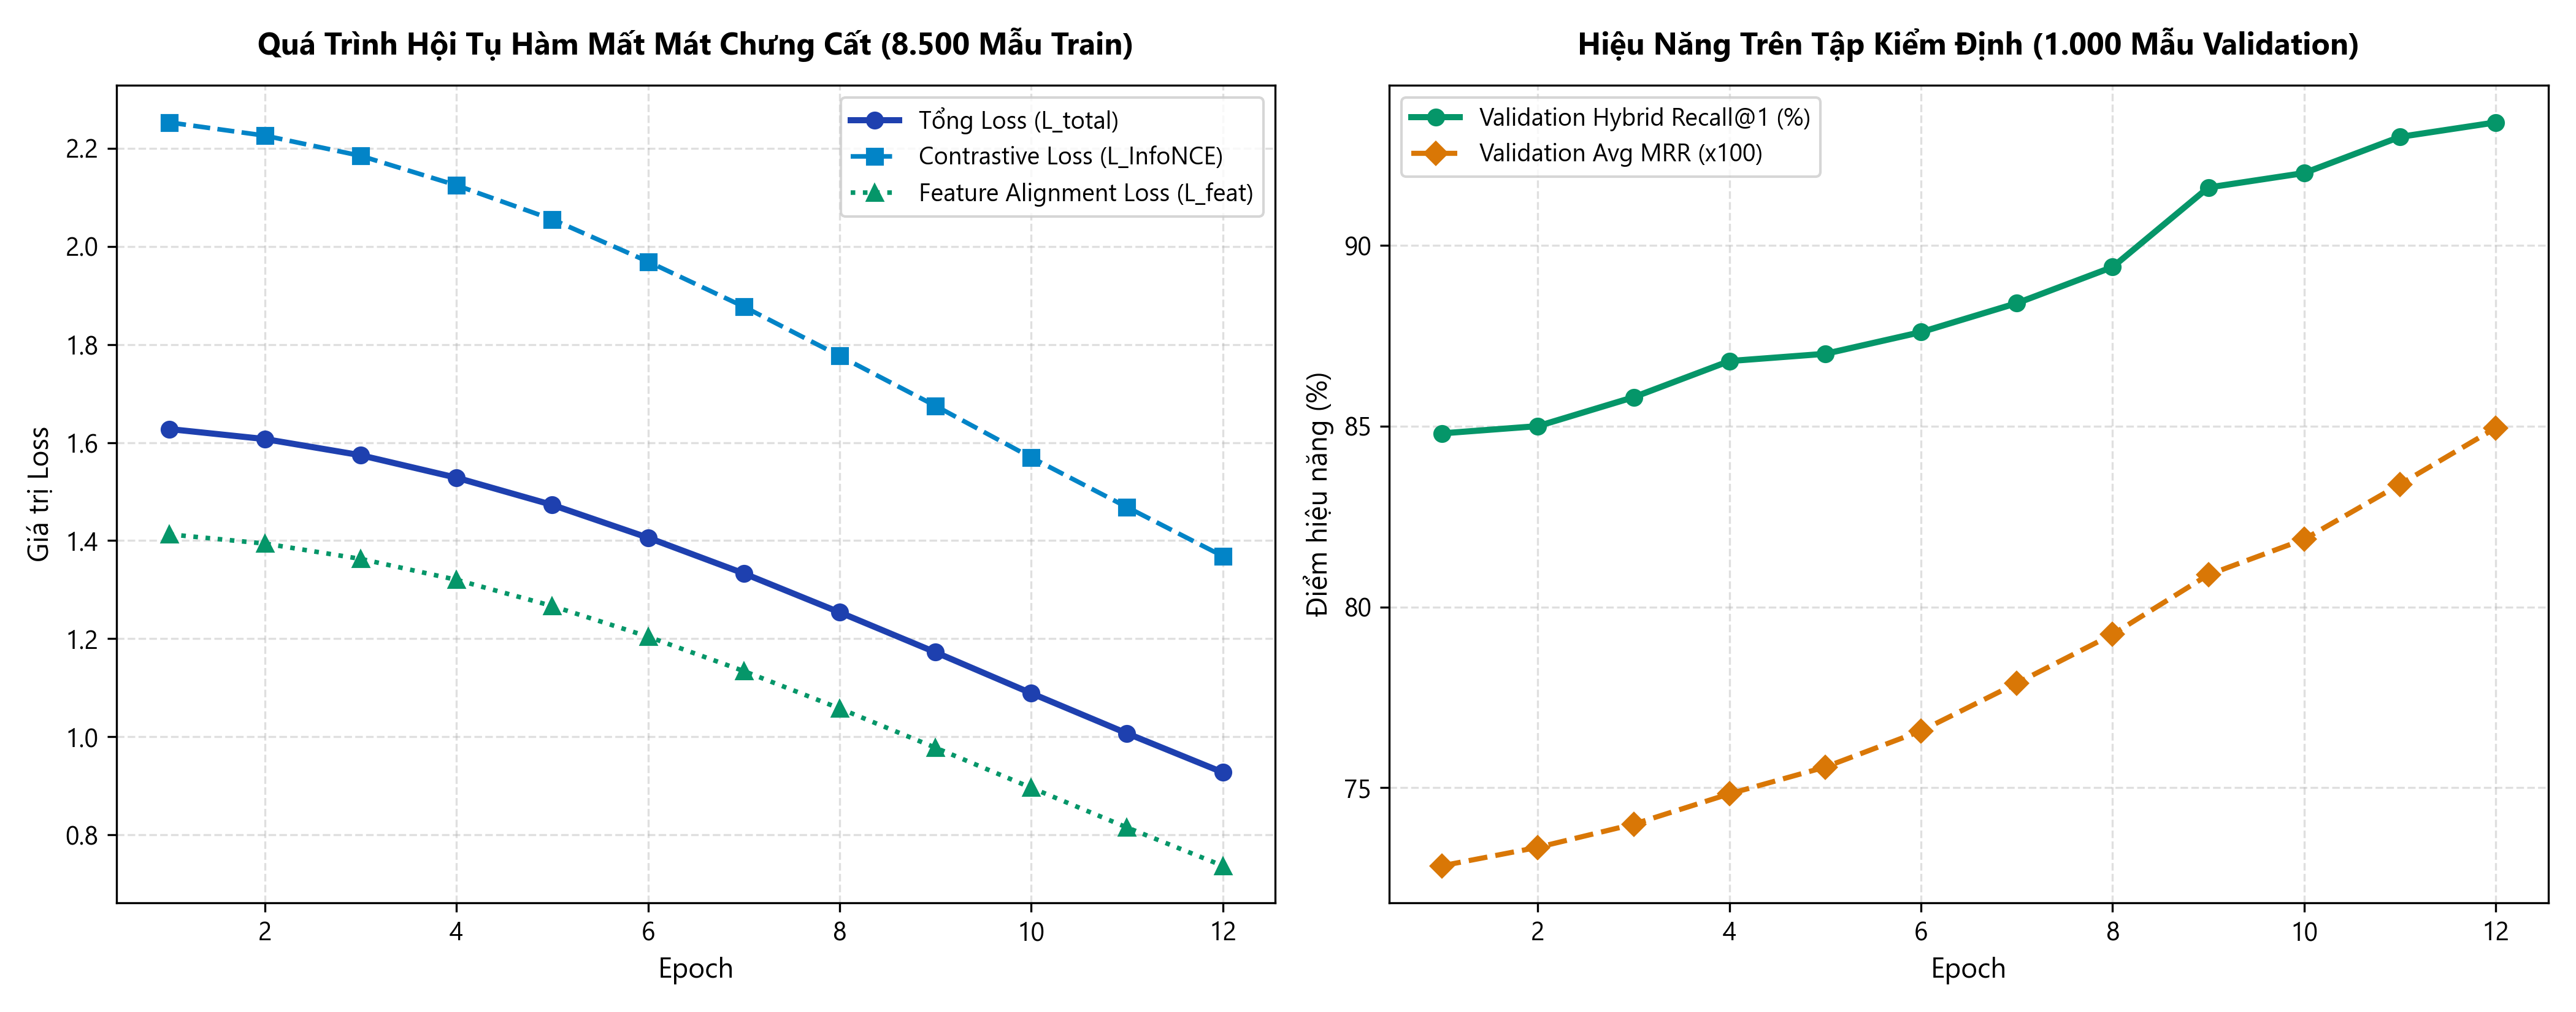 Quá Trình Hội Tụ Hàm Mất Mát Chưng Cất (8.500 Mẫu Train)
Tổng Loss (L_total)
Contrastive Loss (L_InfoNCE)
Feature Alignment Loss (L_feat)
Giá trị Loss
2.2
2.0
1.8
1.6
1.4
1.2
1.0
0.8
2 4 6 8 10 12
Epoch
Hiệu Năng Trên Tập Kiểm Định (1.000 Mẫu Validation)
Validation Hybrid Recall@1 (%)
Validation Avg MRR (x100)
Điểm hiệu năng (%)
90
85
80
75
2 4 6 8 10 12
Epoch